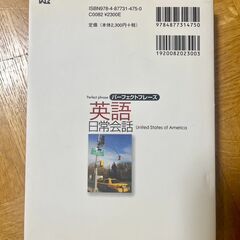 ISBN978-4-87731-475-0
C0082 ¥2300E
定価（本体2,300円＋税）
9784877314750
1920082023003
Perfect phrase パーフェクトフレーズ
英語
日常会話
United States of America